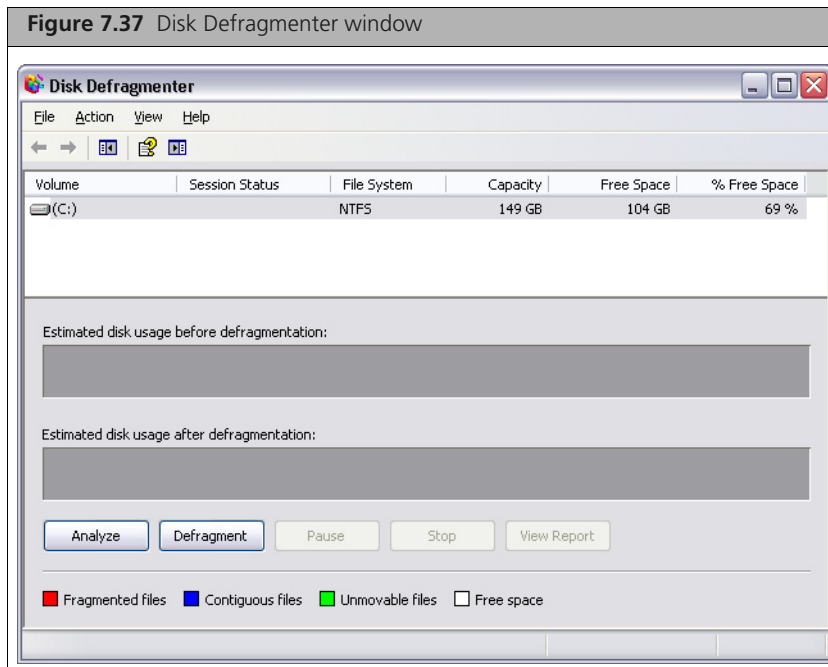 Figure 7.37 Disk Defragmenter window
Disk Defragmenter
File Action View Help
Volume Session Status File System Capacity Free Space % Free Space
(C:) NTFS 149 GB 104 GB 69 %
Estimated disk usage before defragmentation:
Estimated disk usage after defragmentation:
Analyze Defragment Pause Stop View Report
Fragmented files Contiguous files Unmovable files Free space